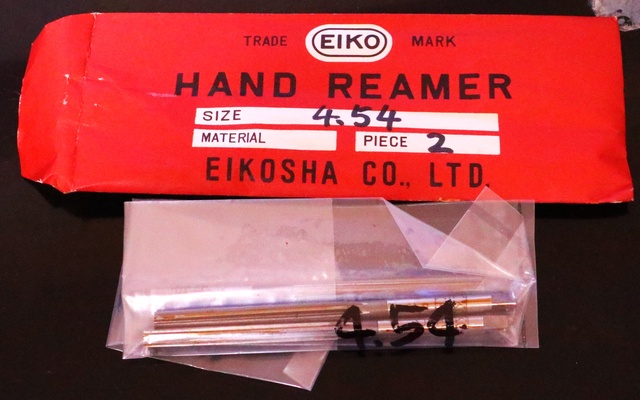 TRADE EIKO MARK
HAND REAMER
SIZE 4.54
MATERIAL PIECE 2
EIKOSHA CO., LTD.
4.54